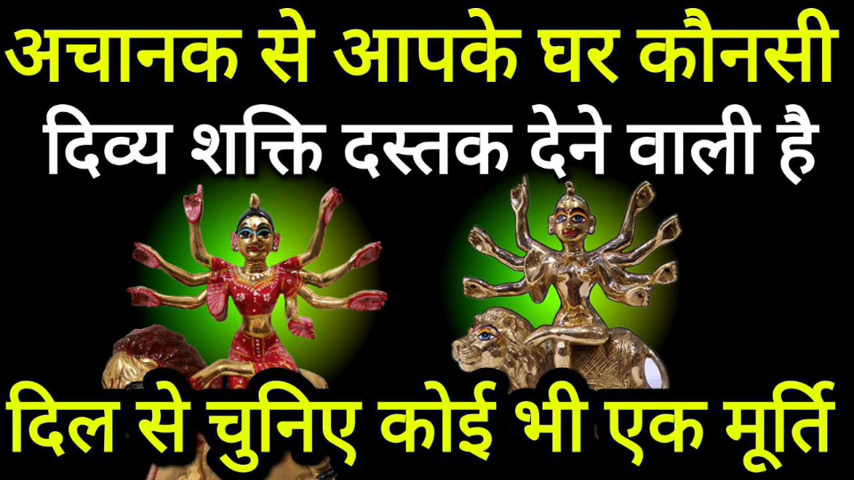 अचानक से आपके घर कौनसी
दिव्य शक्ति दस्तक देने वाली है
दिल से चुनिए कोई भी एक मूर्ति